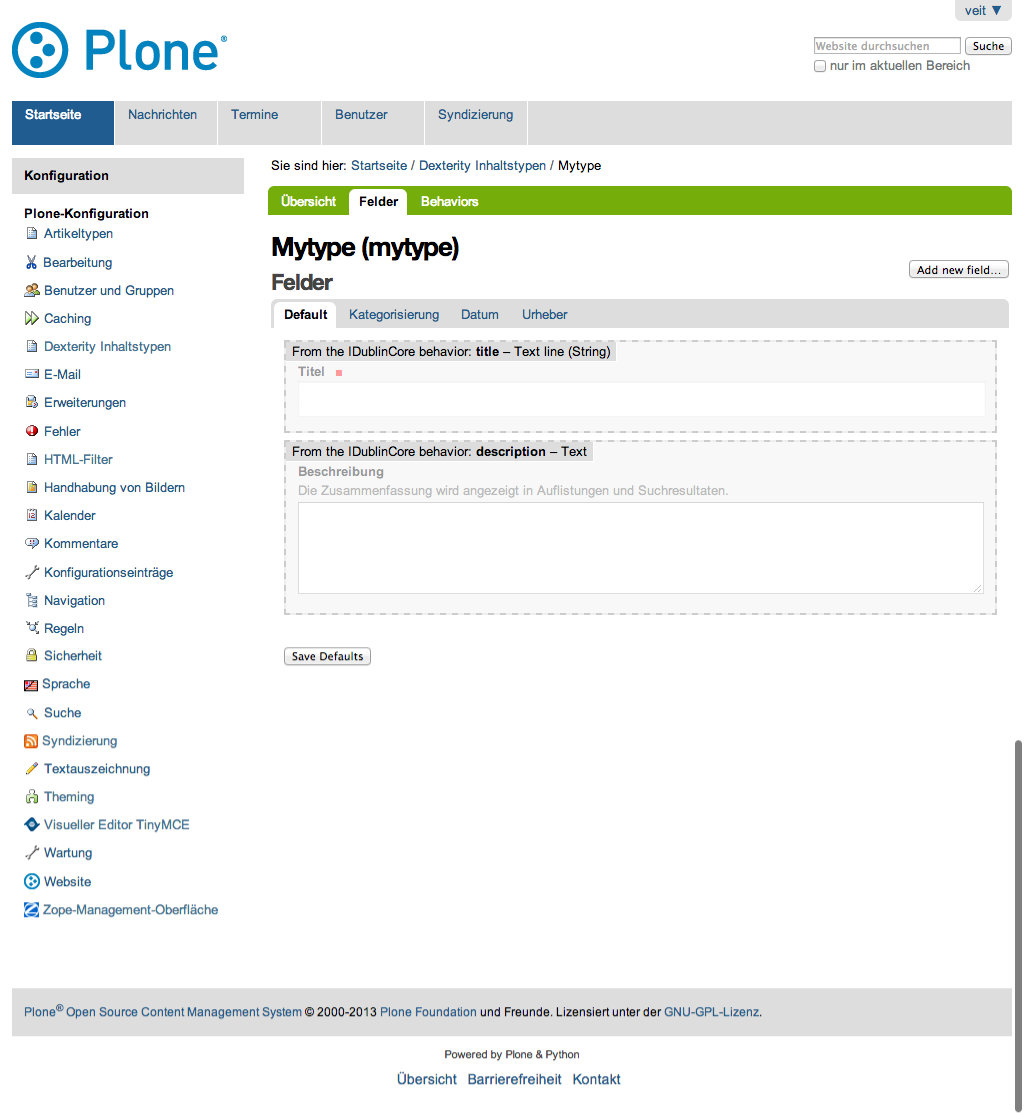 veit ▼
Plone®
Website durchsuchen Suche
nur im aktuellen Bereich
Startseite Nachrichten Termine Benutzer Syndizierung
Sie sind hier: Startseite / Dexterity Inhaltstypen / Mytype
Konfiguration
Plone-Konfiguration
Artikeltypen
Bearbeitung
Benutzer und Gruppen
Caching
Dexterity Inhaltstypen
E-Mail
Erweiterungen
Fehler
HTML-Filter
Handhabung von Bildern
Kalender
Kommentare
Konfigurationseinträge
Navigation
Regeln
Sicherheit
Sprache
Suche
Syndizierung
Textauszeichnung
Theming
Visueller Editor TinyMCE
Wartung
Website
Zope-Management-Oberfläche
Übersicht Felder Behaviors
Mytype (mytype)
Add new field...
Felder
Default Kategorisierung Datum Urheber
From the IDublinCore behavior: title – Text line (String)
Titel
From the IDublinCore behavior: description – Text
Beschreibung
Die Zusammenfassung wird angezeigt in Auflistungen und Suchresultaten.
Save Defaults
Plone® Open Source Content Management System © 2000-2013 Plone Foundation und Freunde. Lizensiert unter der GNU-GPL-Lizenz.
Powered by Plone & Python
Übersicht Barrierefreiheit Kontakt